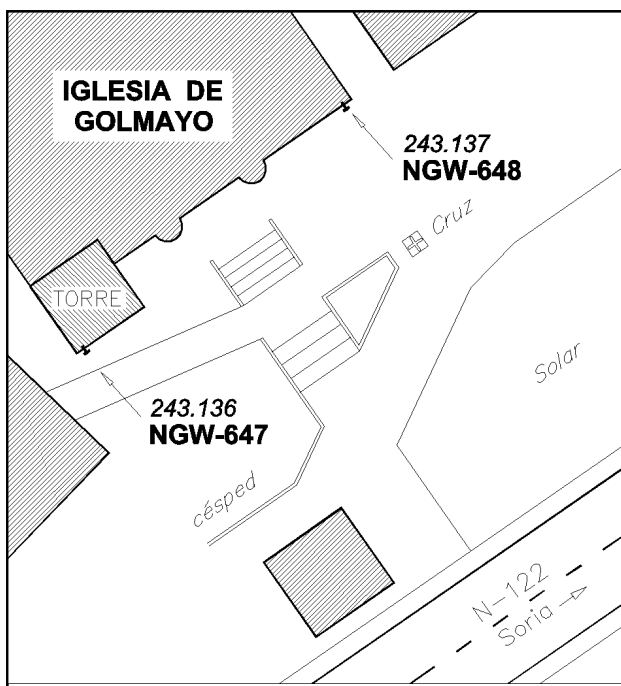 IGLESIA DE
GOLMAYO
243.137
NGW-648
Cruz
TORRE
Solar
243.136
NGW-647
césped
N-122
Soria